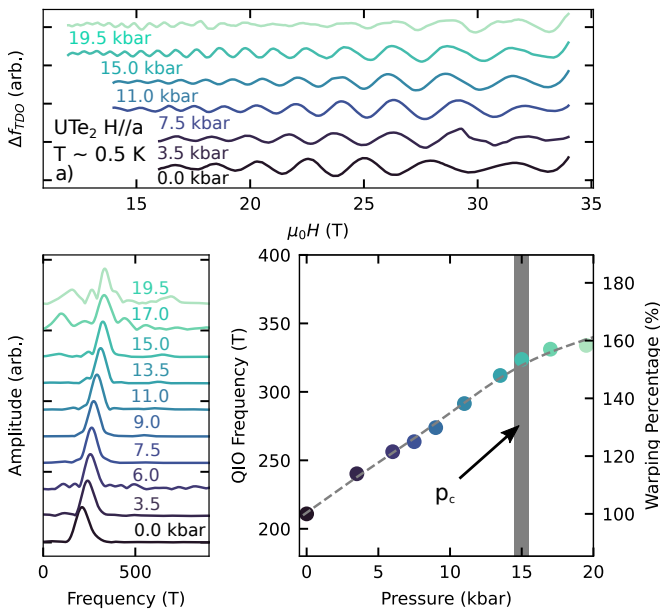 Δf_TDO (arb.)
19.5 kbar
15.0 kbar
11.0 kbar
7.5 kbar
3.5 kbar
0.0 kbar
UTe₂ H//a
T ~ 0.5 K
a)
15 20 25 30 35
μ₀H (T)
Amplitude (arb.)
19.5
17.0
15.0
13.5
11.0
9.0
7.5
6.0
3.5
0.0 kbar
0 500
Frequency (T)
QIO Frequency (T)
400
350
300
250
200
p_c
0 5 10 15 20
Pressure (kbar)
180
160
140
120
100
Warping Percentage (%)